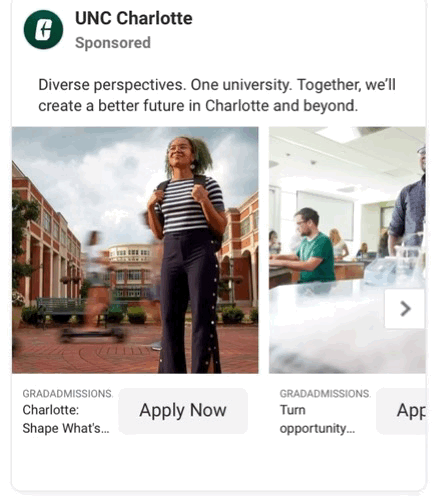 UNC Charlotte
Sponsored
Diverse perspectives. One university. Together, we'll
create a better future in Charlotte and beyond.
GRADADMISSIONS.
Charlotte:
Shape What's...
Apply Now
GRADADMISSIONS.
Turn
opportunity...
App